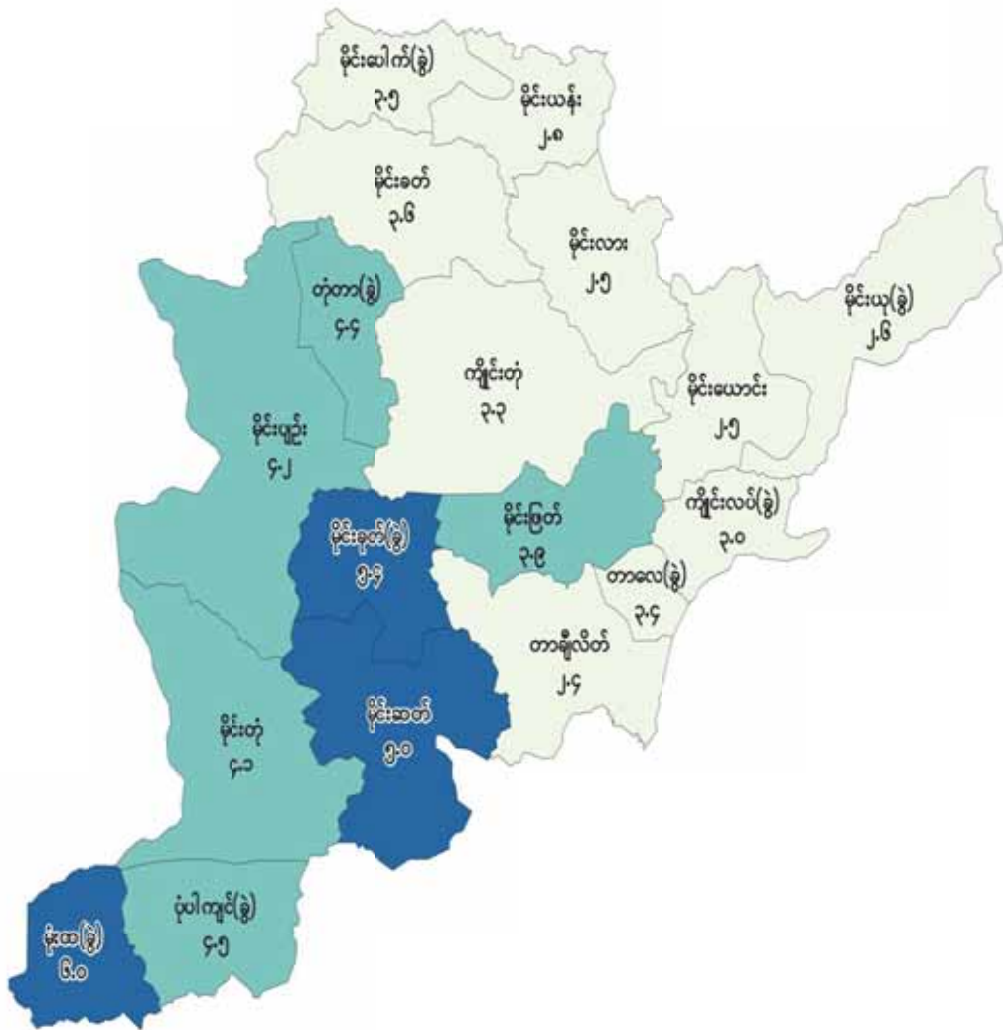 မိုင်းပေါက်(ခွဲ)
၃.၅
မိုင်းယန်း
၂.၈
မိုင်းခတ်
၃.၆
မိုင်းလား
၂.၅
တုံတာ(ခွဲ)
၄.၄
မိုင်းယု(ခွဲ)
၂.၆
ကျိုင်းတုံ
၃.၃
မိုင်းယောင်း
၂.၅
မိုင်းပျဉ်း
၄.၂
ကျိုင်းလပ်(ခွဲ)
၃.၀
မိုင်းဖြတ်
၃.၉
မိုင်းခုတ်(ခွဲ)
၅.၄
တာလေ(ခွဲ)
၃.၄
တာချီလိတ်
၂.၄
မိုင်းဆတ်
၅.၀
မိုင်းတုံ
၄.၁
ပုံပါကျင်(ခွဲ)
၄.၅
မုံးထ(ခွဲ)
၆.၀